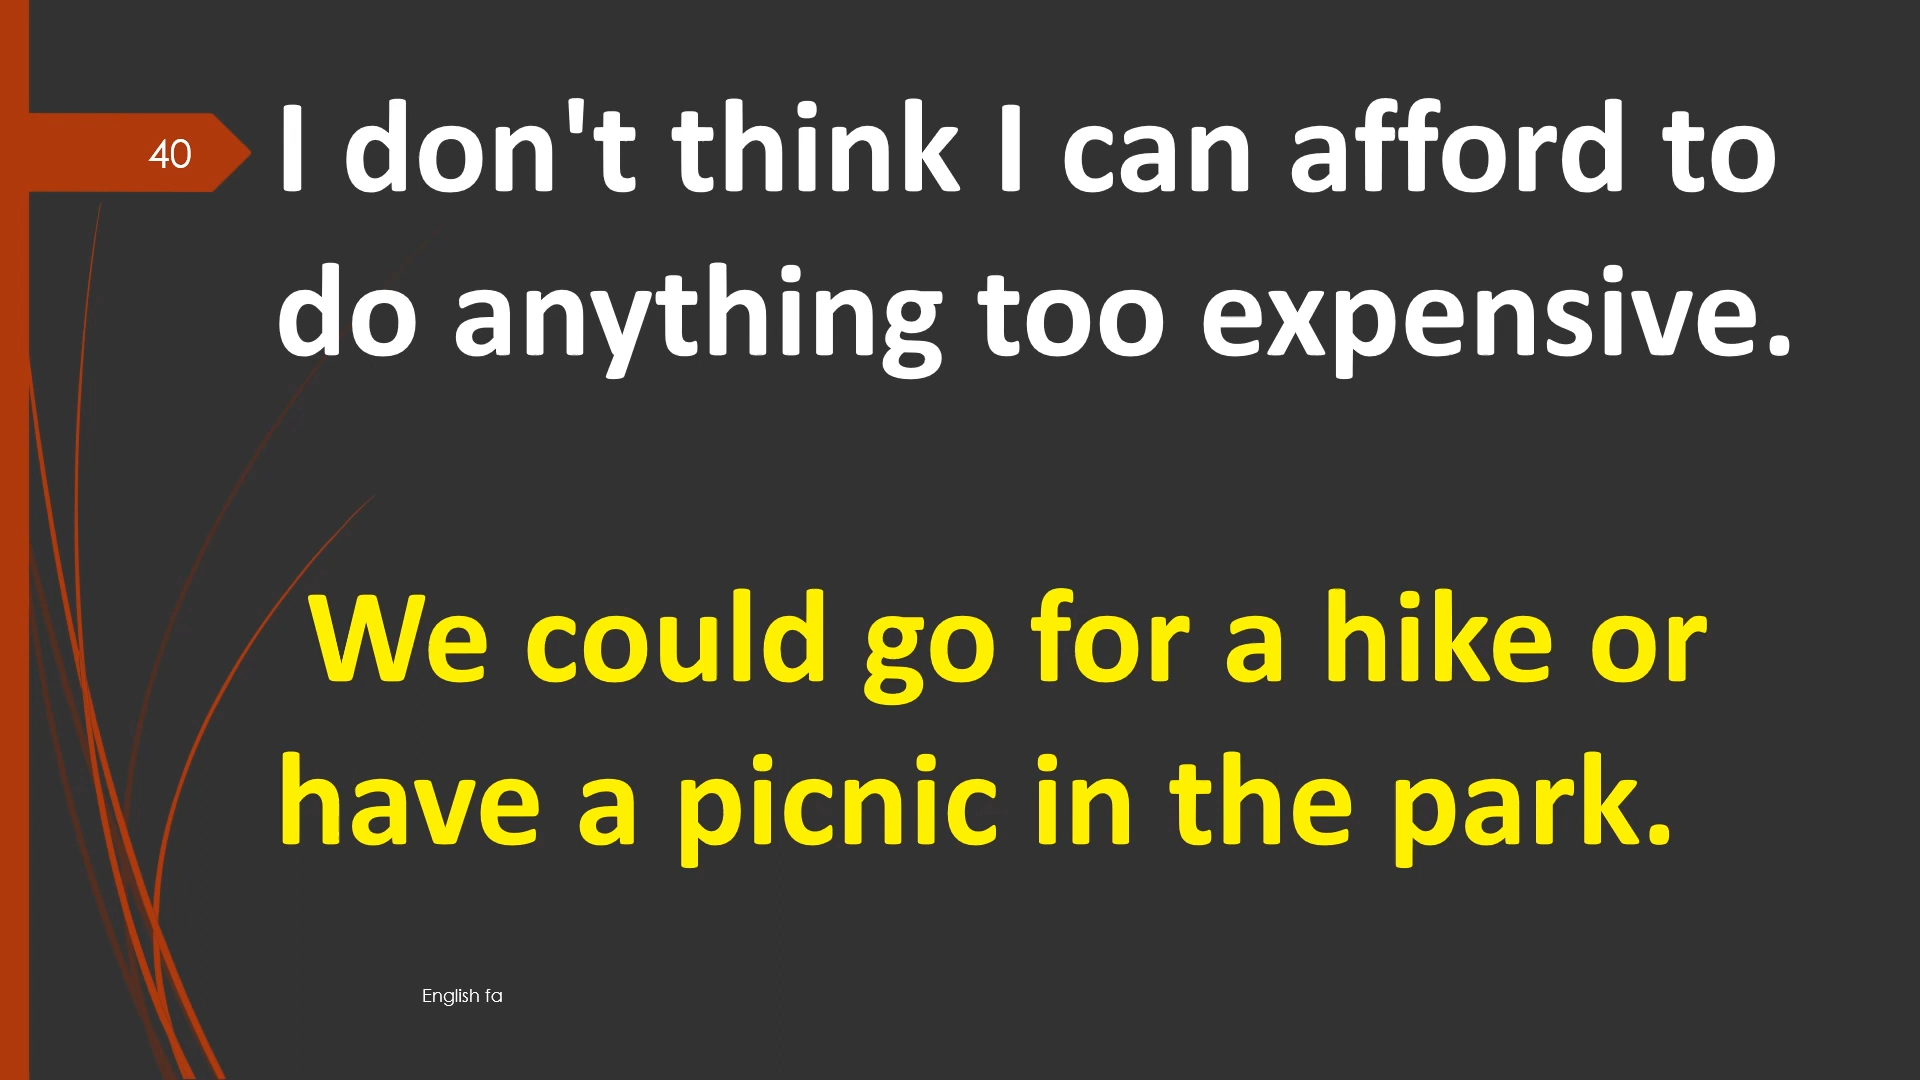 40
I don't think I can afford to
do anything too expensive.
We could go for a hike or
have a picnic in the park.
English fa